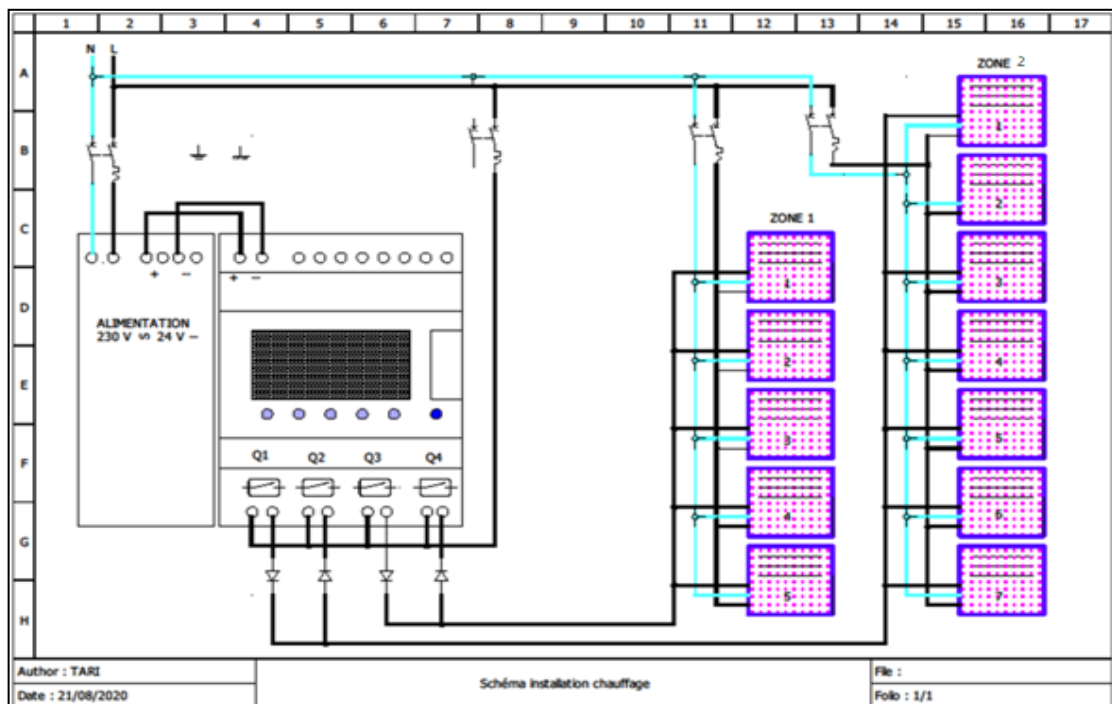 1 2 3 4 5 6 7 8 9 10 11 12 13 14 15 16 17
A
B
C
D
E
F
G
H
N L
ZONE 2
1
2
3
4
5
6
7
ZONE 1
1
2
3
4
5
+ --
+ --
ALIMENTATION
230 V ∽ 24 V --
Q1 Q2 Q3 Q4
Author : TARI
Date : 21/08/2020
Schéma installation chauffage
File :
Folio : 1/1